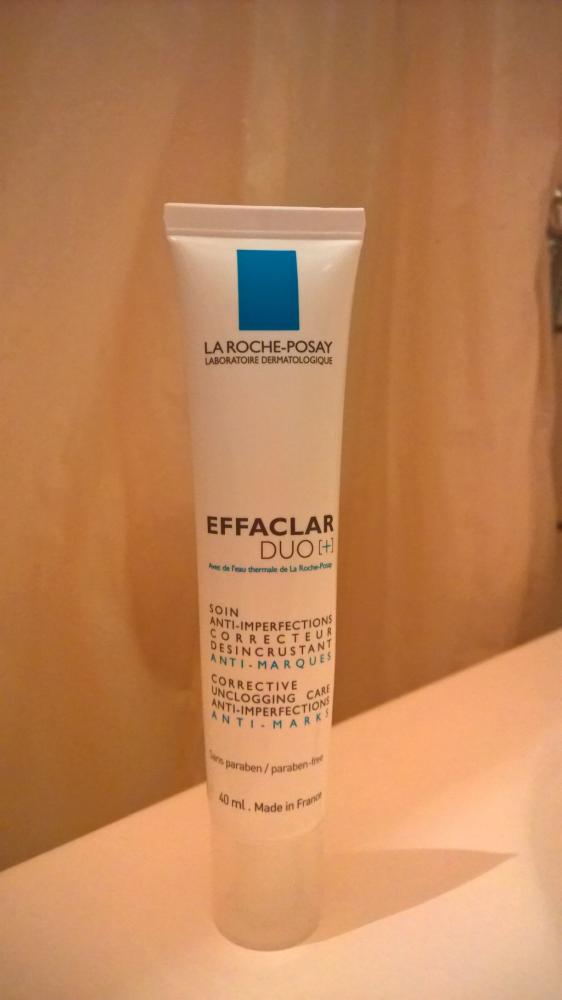 LA ROCHE-POSAY
LABORATOIRE DERMATOLOGIQUE
EFFACLAR
DUO [+]
Avec de l'eau thermale de La Roche-Posay
SOIN
ANTI-IMPERFECTIONS
CORRECTEUR
DESINCRUSTANT
ANTI-MARQUES
CORRECTIVE
UNCLOGGING CARE
ANTI-IMPERFECTIONS
ANTI-MARKS
Sans paraben / paraben-free
40 ml . Made in France